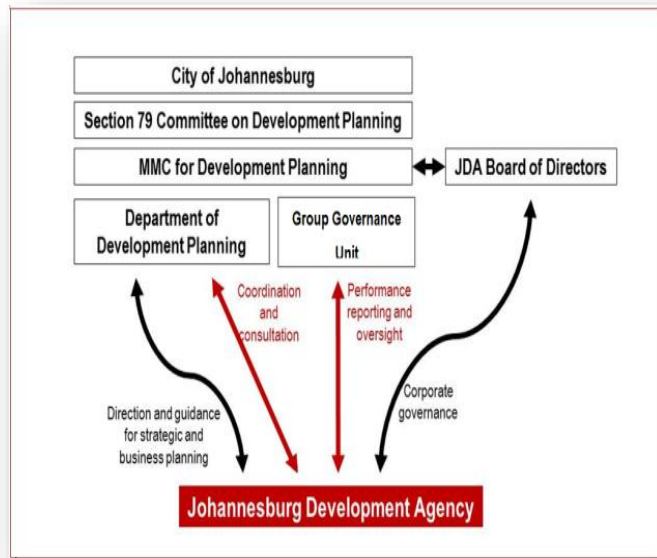 City of Johannesburg
Section 79 Committee on Development Planning
MMC for Development Planning
JDA Board of Directors
Department of
Development Planning
Group Governance
Unit
Coordination
and
consultation
Performance
reporting and
oversight
Direction and guidance
for strategic and
business planning
Corporate
governance
Johannesburg Development Agency